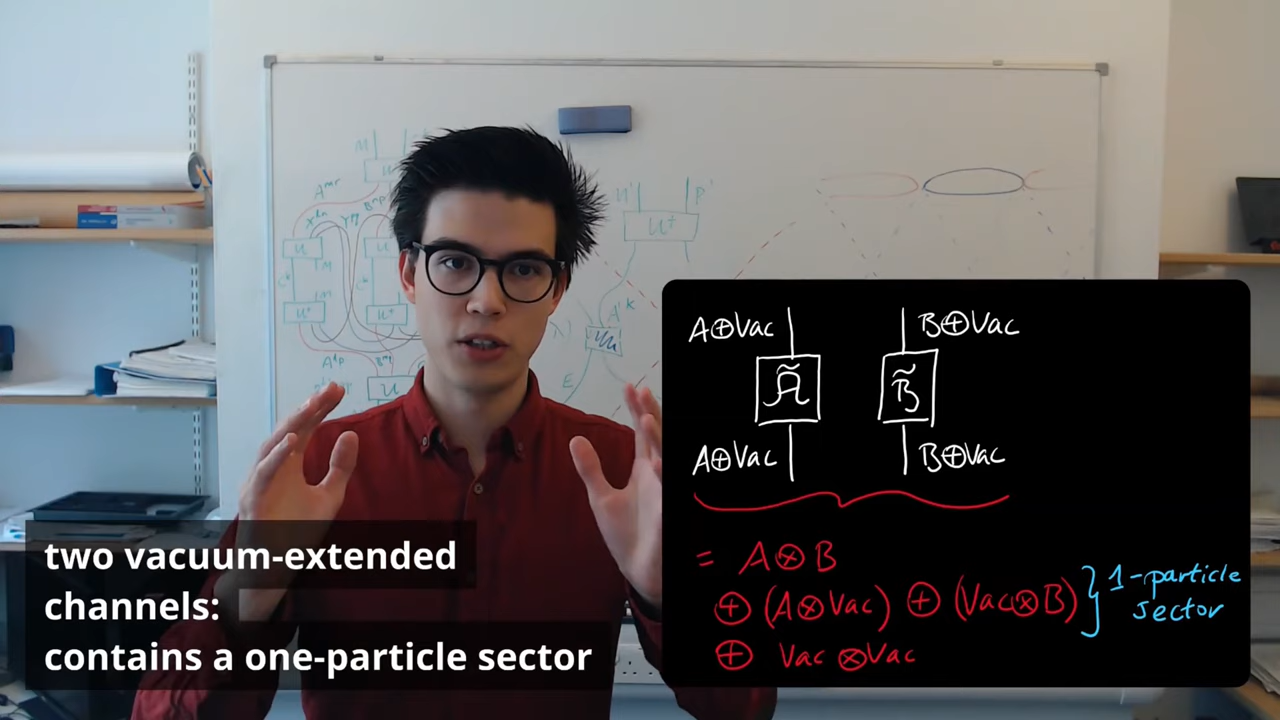 A⊕Vac
B⊕Vac
Ã
B̃
A⊕Vac
B⊕Vac
= A⊗B
⊕ (A⊗Vac) ⊕ (Vac⊗B) } 1-particle
sector
⊕ Vac⊗Vac
two vacuum-extended
channels:
contains a one-particle sector
M
A^mr
U
U
U†
U†
U
U†
A'
K
E